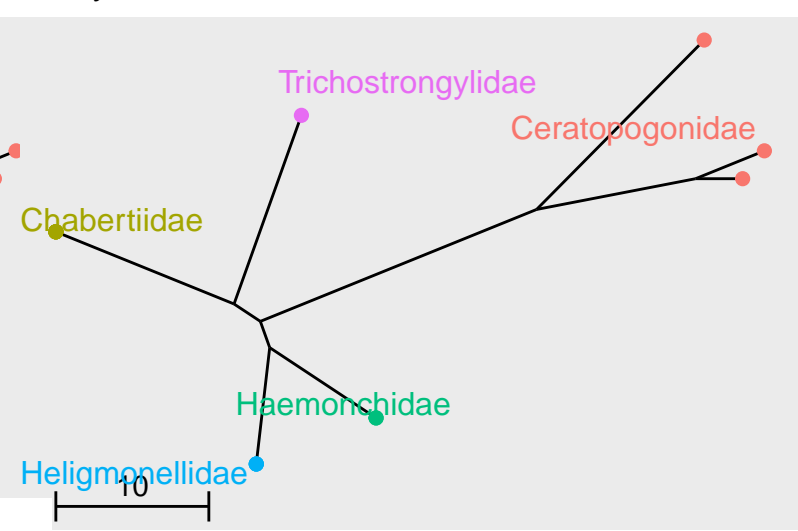 Trichostrongylidae
Ceratopogonidae
Chabertiidae
Haemonchidae
Heligmonellidae
10